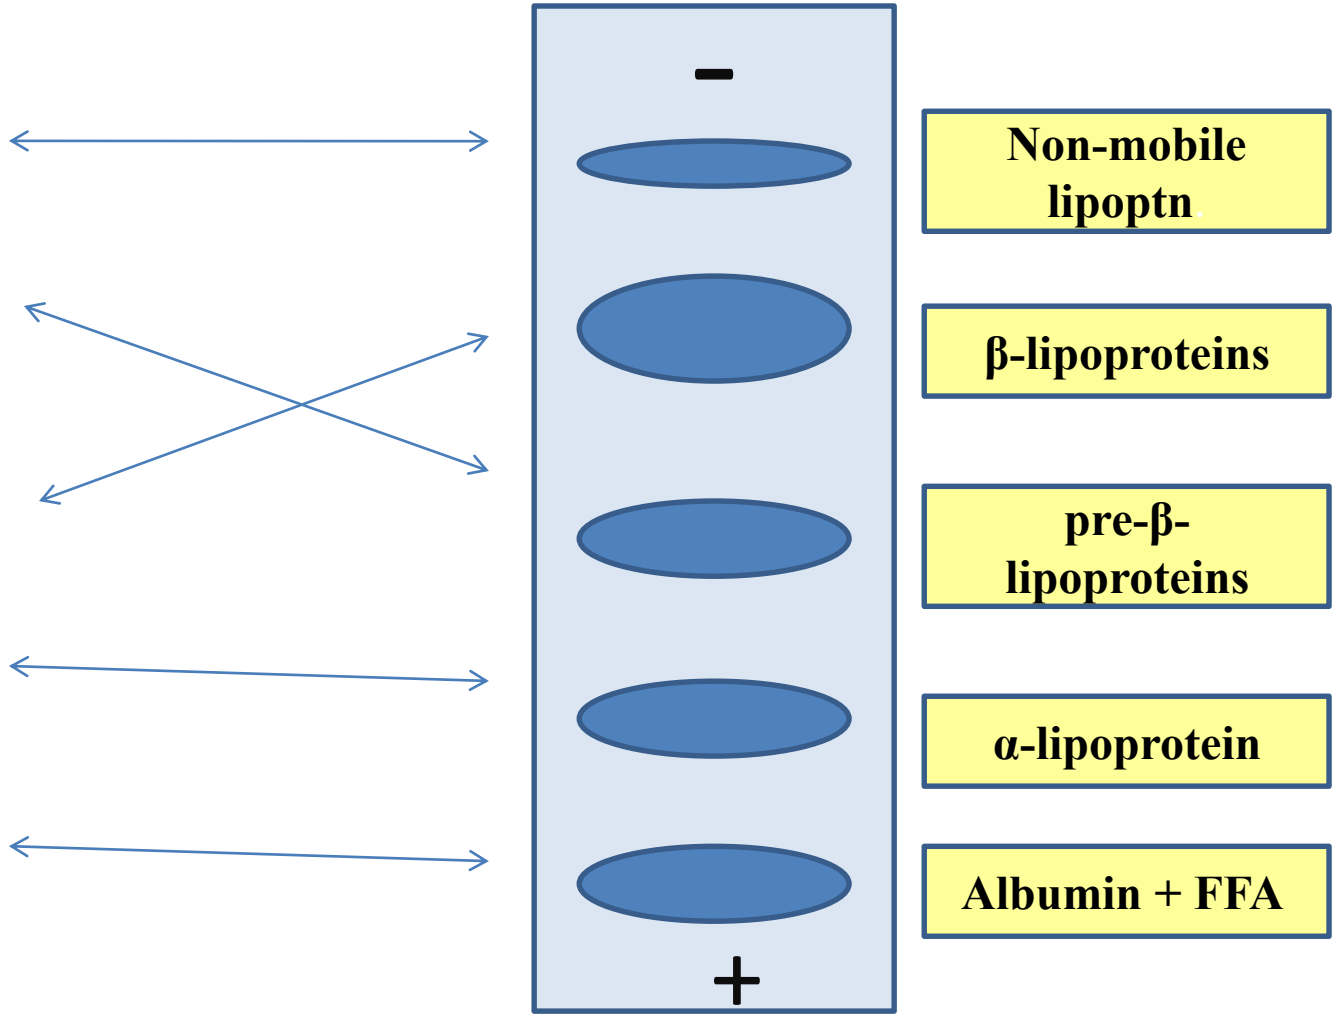 -
Non-mobile
lipoptn.
β-lipoproteins
pre-β-
lipoproteins
α-lipoprotein
Albumin + FFA
+